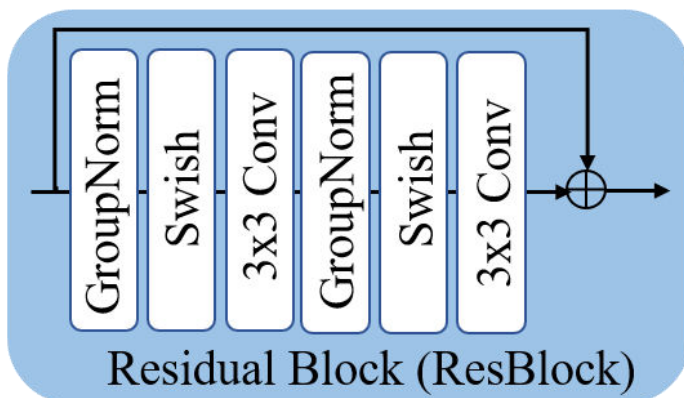 GroupNorm
Swish
3x3 Conv
GroupNorm
Swish
3x3 Conv
Residual Block (ResBlock)